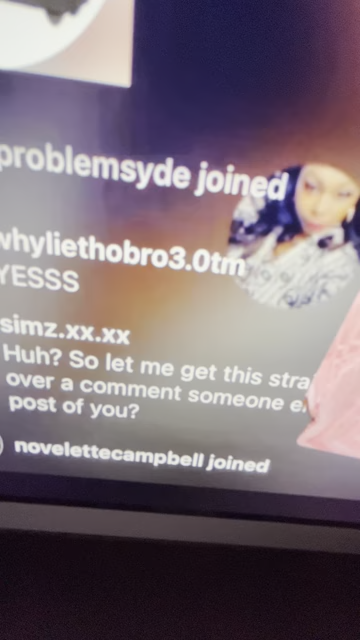 problemsyde joined
whyliethobro3.0tm
YESSS
simz.xx.xx
Huh? So let me get this
over a comment someone
post of you?
novelettecampbell joined